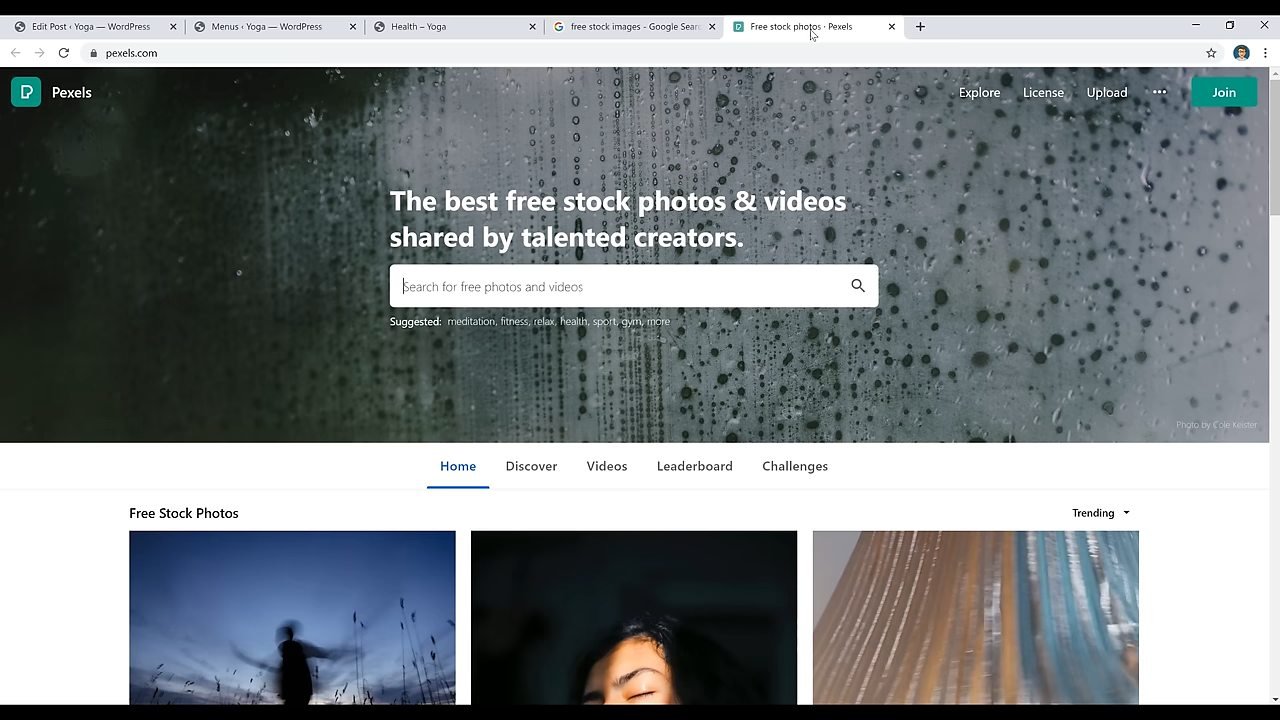 Edit Post ‹ Yoga — WordPress
Menus ‹ Yoga — WordPress
Health – Yoga
free stock images - Google Sear
Free stock photos · Pexels
pexels.com
Pexels
Explore
License
Upload
Join
The best free stock photos & videos
shared by talented creators.
Search for free photos and videos
Suggested: meditation, fitness, relax, health, sport, gym, more
Photo by Cole Keister
Home
Discover
Videos
Leaderboard
Challenges
Free Stock Photos
Trending